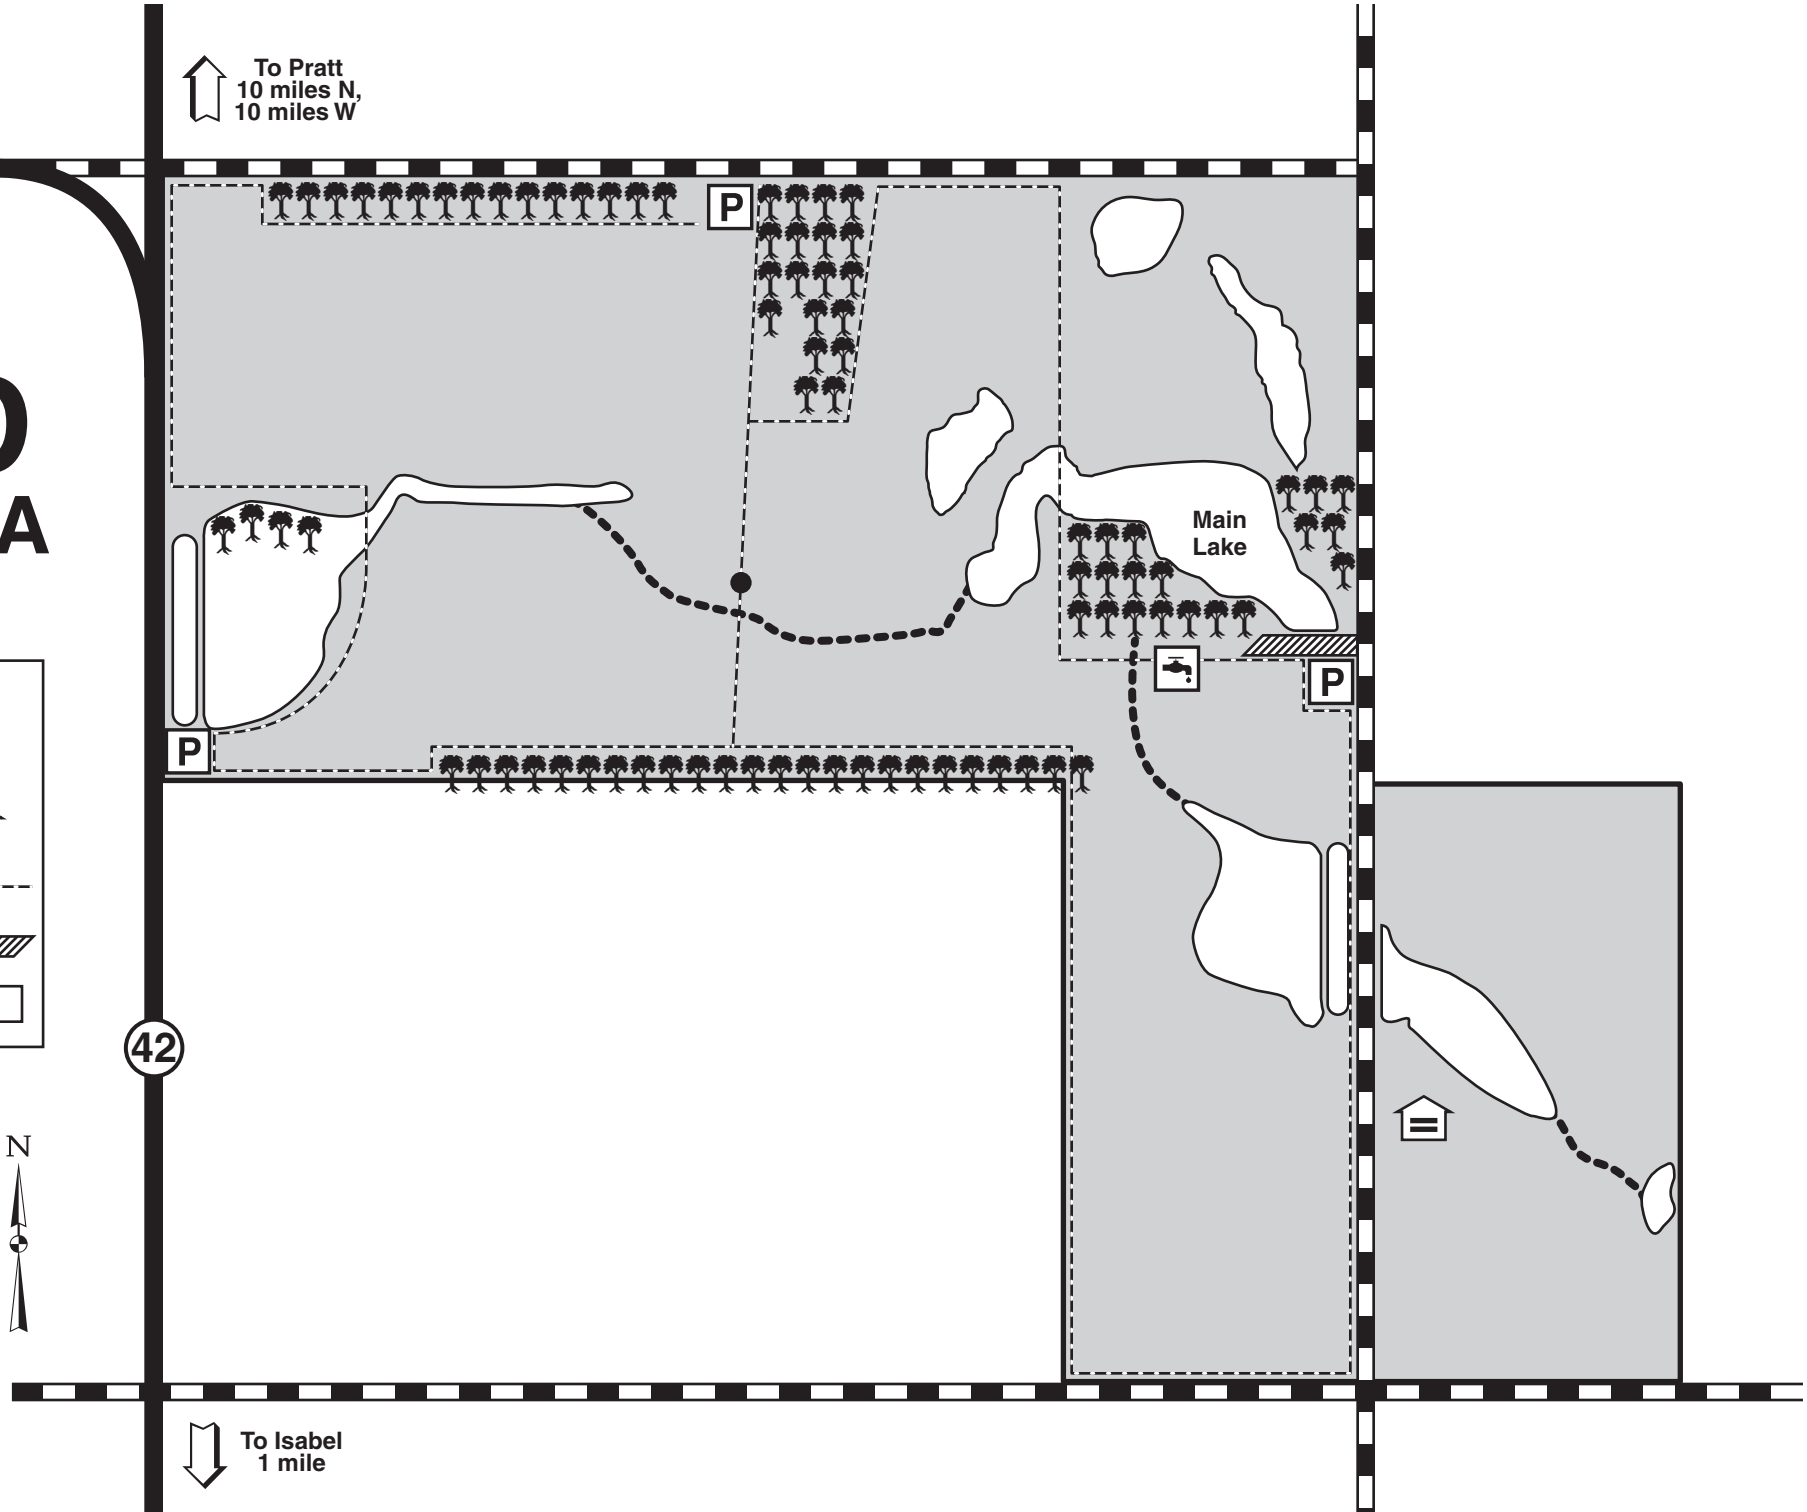 To Pratt
10 miles N,
10 miles W
P
A
Main
Lake
P
P
42
N
To Isabel
1 mile